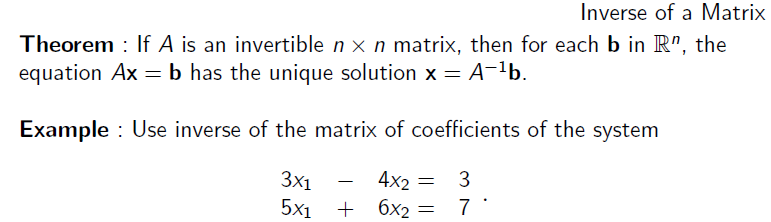 Inverse of a Matrix
Theorem : If A is an invertible n × n matrix, then for each b in ℝⁿ, the
equation Ax = b has the unique solution x = A⁻¹b.
Example : Use inverse of the matrix of coefficients of the system
3x₁ − 4x₂ = 3
5x₁ + 6x₂ = 7 .